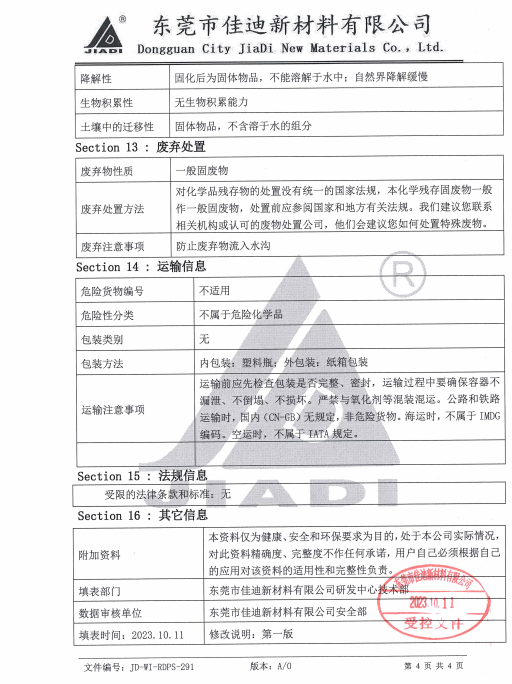 东莞市佳迪新材料有限公司
JIADI
Dongguan City JiaDi New Materials Co., Ltd.
降解性 固化后为固体物品，不能溶解于水中；自然界降解缓慢
生物积累性 无生物积累能力
土壤中的迁移性 固体物品，不含溶于水的组分
Section 13 : 废弃处置
废弃物性质 一般固废物
废弃处置方法 对化学品残存物的处置没有统一的国家法规，本化学残存固废物一般
作一般固废物，处置前应参阅国家和地方有关法规。我们建议您联系
相关机构或认可的废物处置公司，他们会建议您如何处置特殊废物。
废弃注意事项 防止废弃物流入水沟
Section 14 : 运输信息
危险货物编号 不适用
危险性分类 不属于危险化学品
包装类别 无
包装方法 内包装：塑料瓶；外包装：纸箱包装
运输注意事项 运输前应先检查包装是否完整、密封，运输过程中要确保容器不
漏泄、不倒塌、不损坏。严禁与氧化剂等混装混运。公路和铁路
运输时，国内（CN-GB）无规定，非危险货物。海运时，不属于 IMDG
编码。空运时，不属于 IATA 规定。
Section 15 : 法规信息
受限的法律条款和标准：无
JIADI
Section 16 : 其它信息
附加资料 本资料仅为健康、安全和环保要求为目的，处于本公司实际情况，
对此资料精确度、完整度不作任何承诺，用户自己必须根据自己
的应用对该资料的适用性和完整性负责。
填表部门 东莞市佳迪新材料有限公司研发中心技术部
数据审核单位 东莞市佳迪新材料有限公司安全部
填表时间：2023.10.11 修改说明：第一版
东莞市佳迪新材料有限公司
2023.10.11
受控文件
文件编号：JD-WI-RDPS-291 版本：A/0 第 4 页 共 4 页